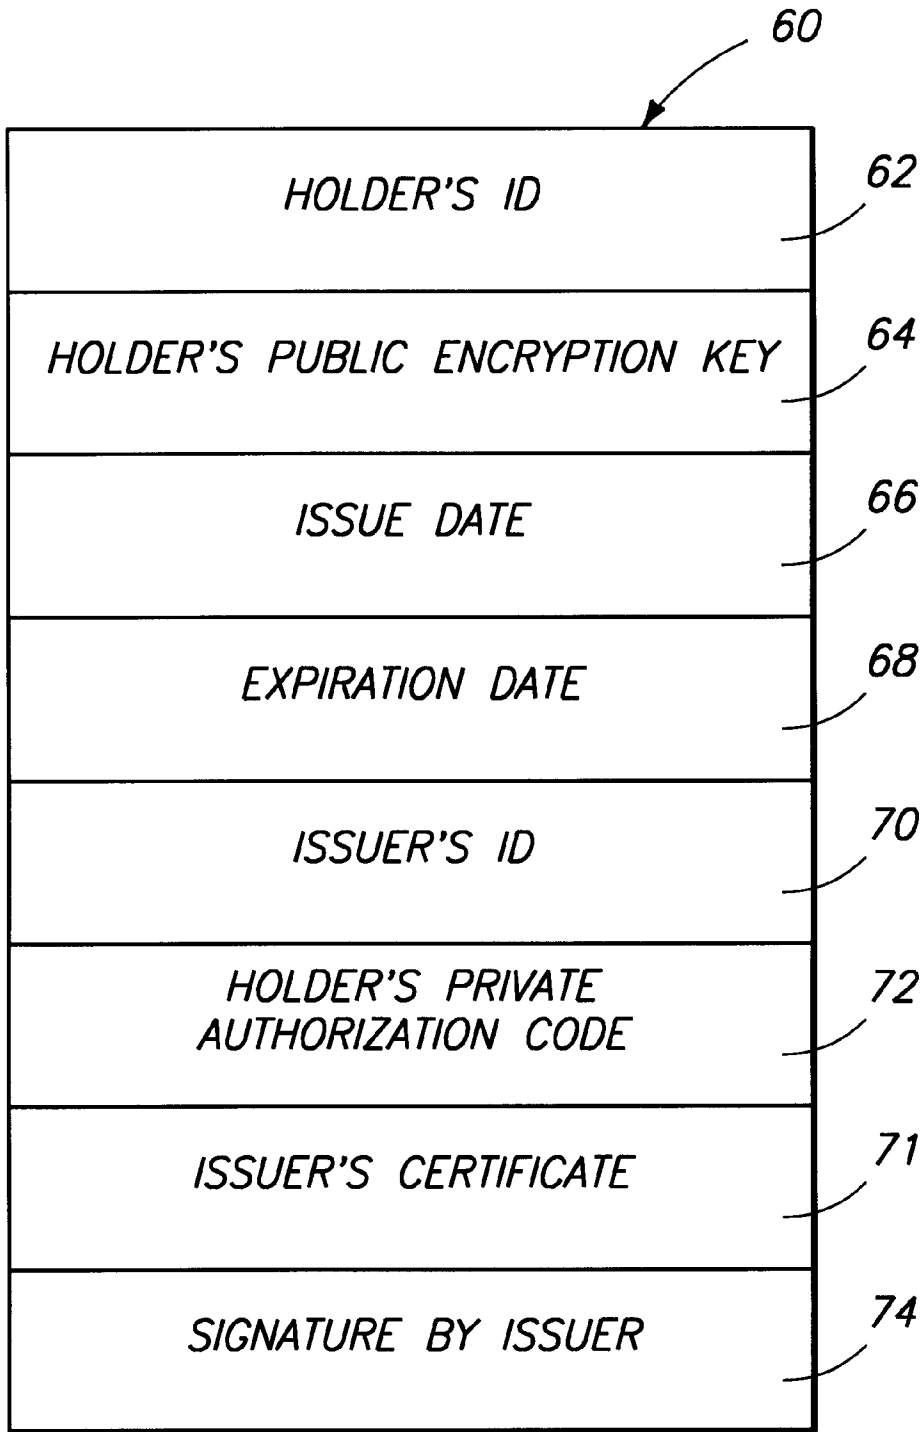 60
HOLDER'S ID
62
HOLDER'S PUBLIC ENCRYPTION KEY
64
ISSUE DATE
66
EXPIRATION DATE
68
ISSUER'S ID
70
HOLDER'S PRIVATE
AUTHORIZATION CODE
72
ISSUER'S CERTIFICATE
71
SIGNATURE BY ISSUER
74